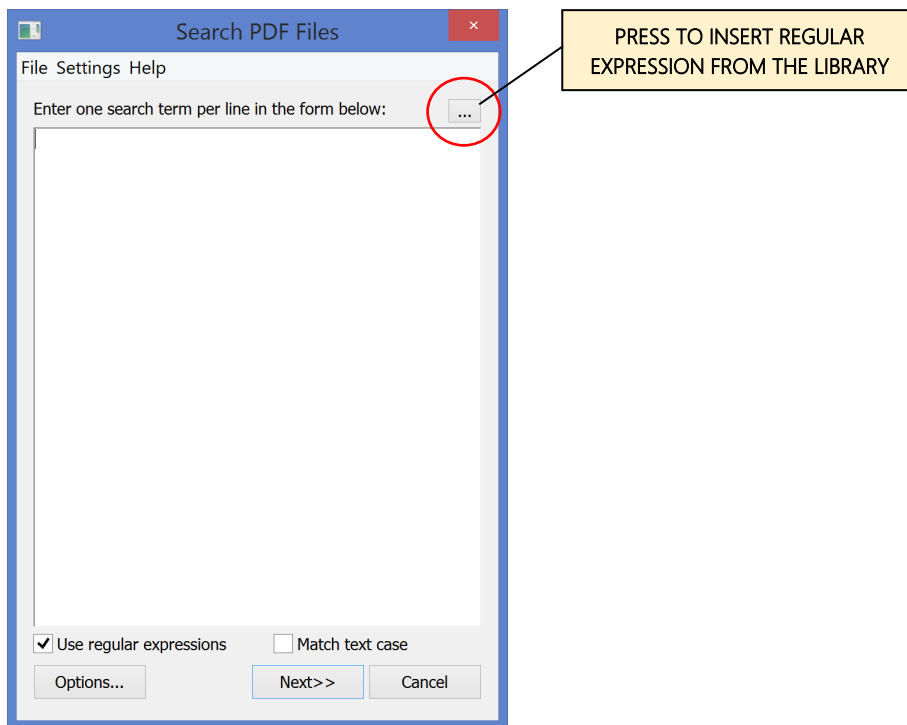 Search PDF Files
×
PRESS TO INSERT REGULAR
EXPRESSION FROM THE LIBRARY
File Settings Help
Enter one search term per line in the form below:
...
Use regular expressions
Match text case
Options...
Next>>
Cancel